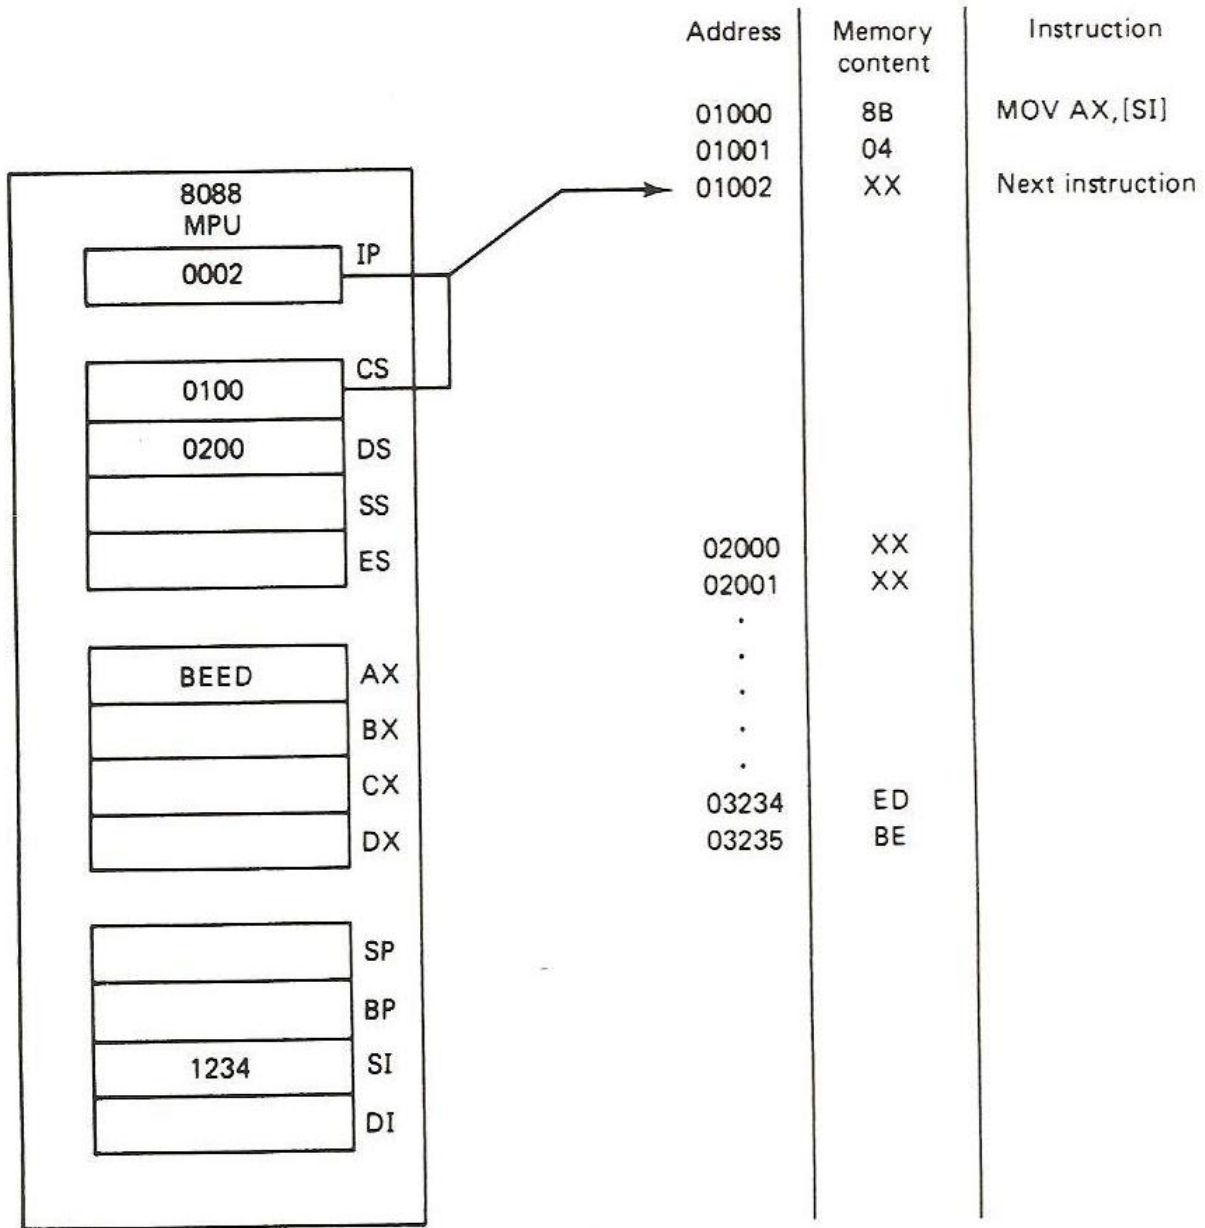 8088
MPU
IP
0002
CS
0100
0200 DS
SS
ES
BEED AX
BX
CX
DX
SP
BP
1234 SI
DI
Address Memory content Instruction
01000 8B MOV AX,[SI]
01001 04
01002 XX Next instruction
02000 XX
02001 XX
03234 ED
03235 BE